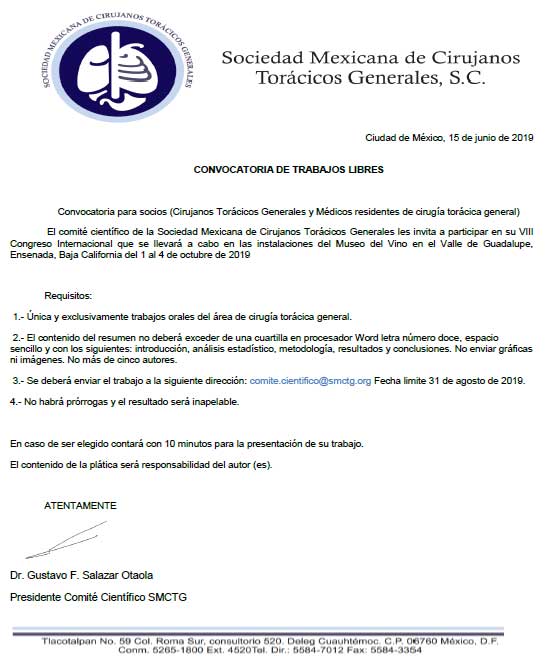 SOCIEDAD MEXICANA DE CIRUJANOS TORÁCICOS GENERALES
Sociedad Mexicana de Cirujanos
Torácicos Generales, S.C.
Ciudad de México, 15 de junio de 2019
CONVOCATORIA DE TRABAJOS LIBRES
Convocatoria para socios (Cirujanos Torácicos Generales y Médicos residentes de cirugía torácica general)
El comité científico de la Sociedad Mexicana de Cirujanos Torácicos Generales les invita a participar en su VIII
Congreso Internacional que se llevará a cabo en las instalaciones del Museo del Vino en el Valle de Guadalupe,
Ensenada, Baja California del 1 al 4 de octubre de 2019
Requisitos:
1.- Única y exclusivamente trabajos orales del área de cirugía torácica general.
2.- El contenido del resumen no deberá exceder de una cuartilla en procesador Word letra número doce, espacio
sencillo y con los siguientes: introducción, análisis estadístico, metodología, resultados y conclusiones. No enviar gráficas
ni imágenes. No más de cinco autores.
3.- Se deberá enviar el trabajo a la siguiente dirección: comite.cientifico@smctg.org Fecha limite 31 de agosto de 2019.
4.- No habrá prórrogas y el resultado será inapelable.
En caso de ser elegido contará con 10 minutos para la presentación de su trabajo.
El contenido de la plática será responsabilidad del autor (es).
ATENTAMENTE
Dr. Gustavo F. Salazar Otaola
Presidente Comité Científico SMCTG
Tlacotalpan No. 59 Col. Roma Sur, consultorio 520. Deleg Cuauhtémoc. C.P. 06760 México, D.F.
Conm. 5265-1800 Ext. 4520Tel. Dir.: 5584-7012 Fax: 5584-3354